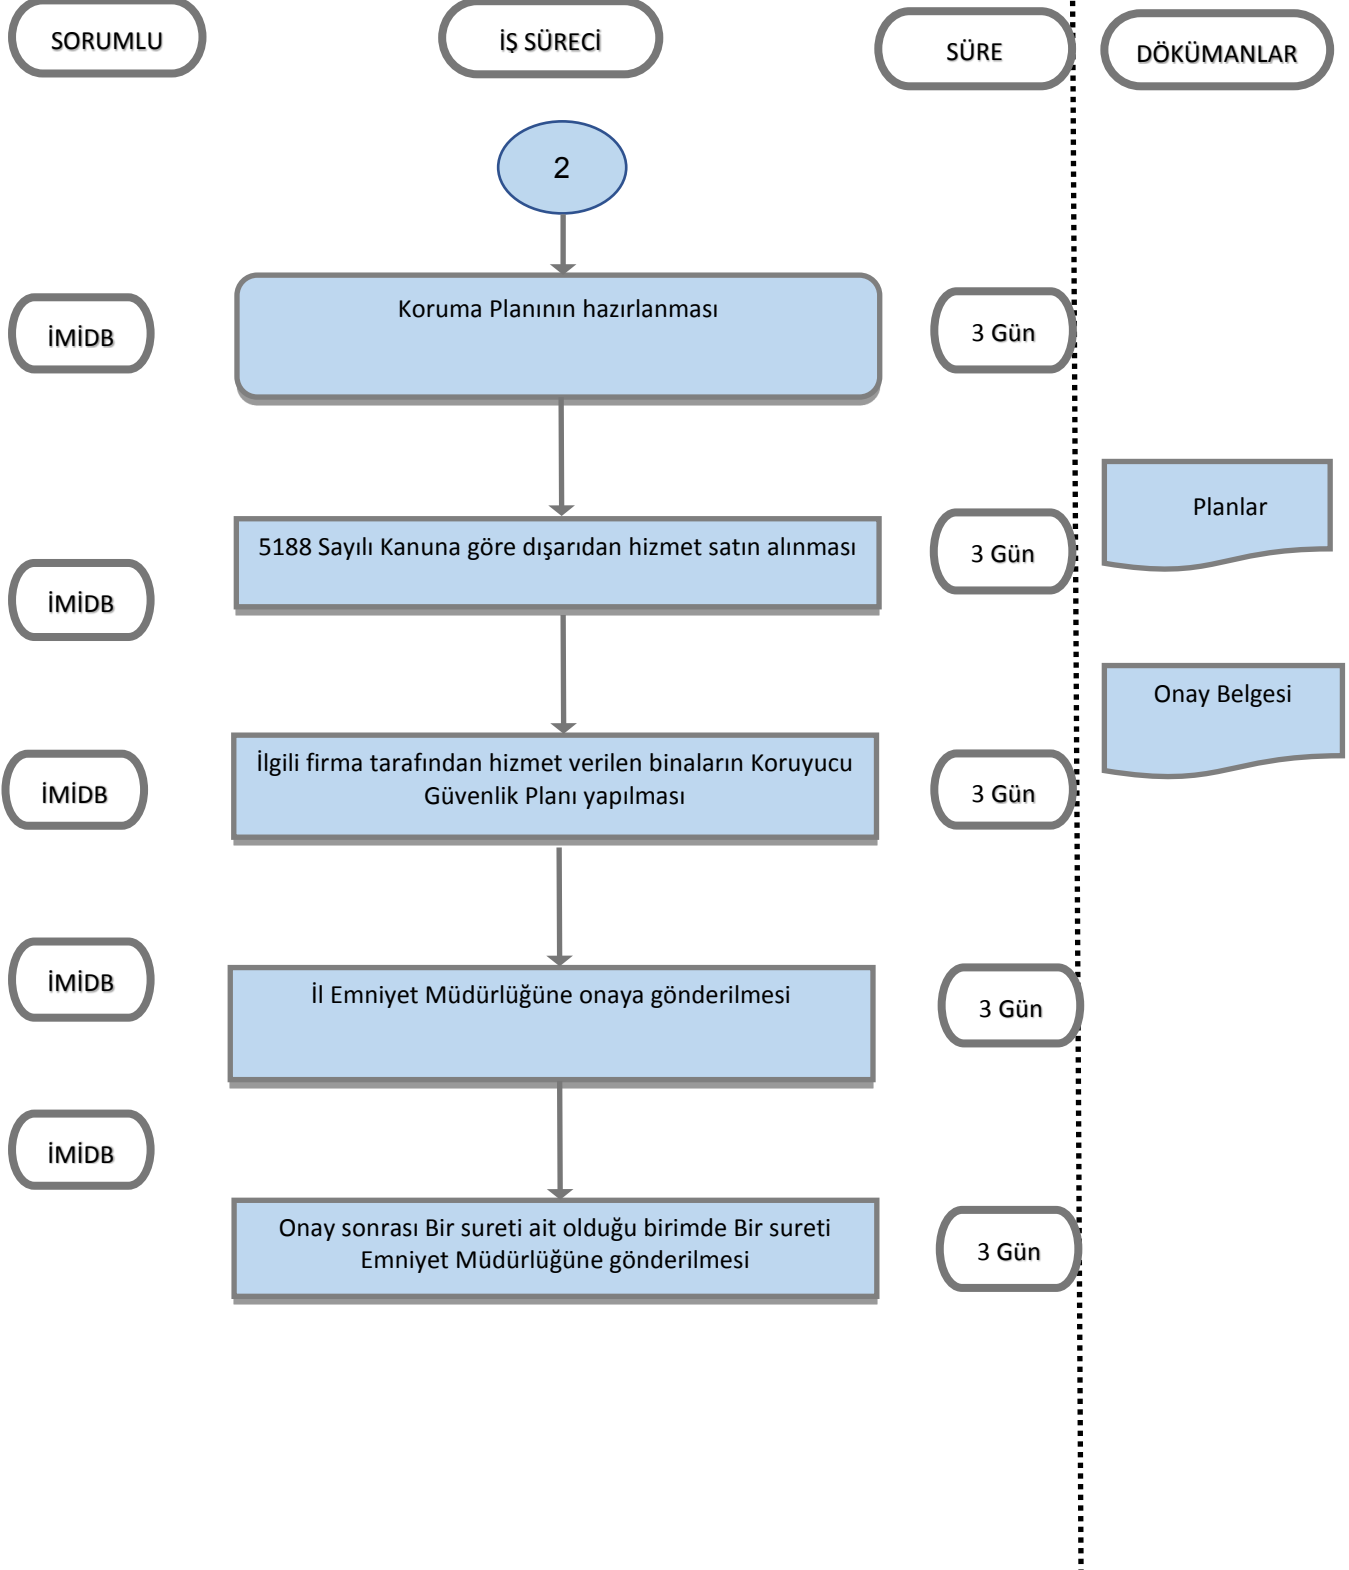 SORUMLU
İŞ SÜRECİ
SÜRE
DÖKÜMANLAR
2
Koruma Planının hazırlanması
İMİDB
3 Gün
Planlar
5188 Sayılı Kanuna göre dışarıdan hizmet satın alınması
3 Gün
İMİDB
Onay Belgesi
İlgili firma tarafından hizmet verilen binaların Koruyucu
Güvenlik Planı yapılması
İMİDB
3 Gün
İMİDB
İl Emniyet Müdürlüğüne onaya gönderilmesi
3 Gün
İMİDB
Onay sonrası Bir sureti ait olduğu birimde Bir sureti
Emniyet Müdürlüğüne gönderilmesi
3 Gün